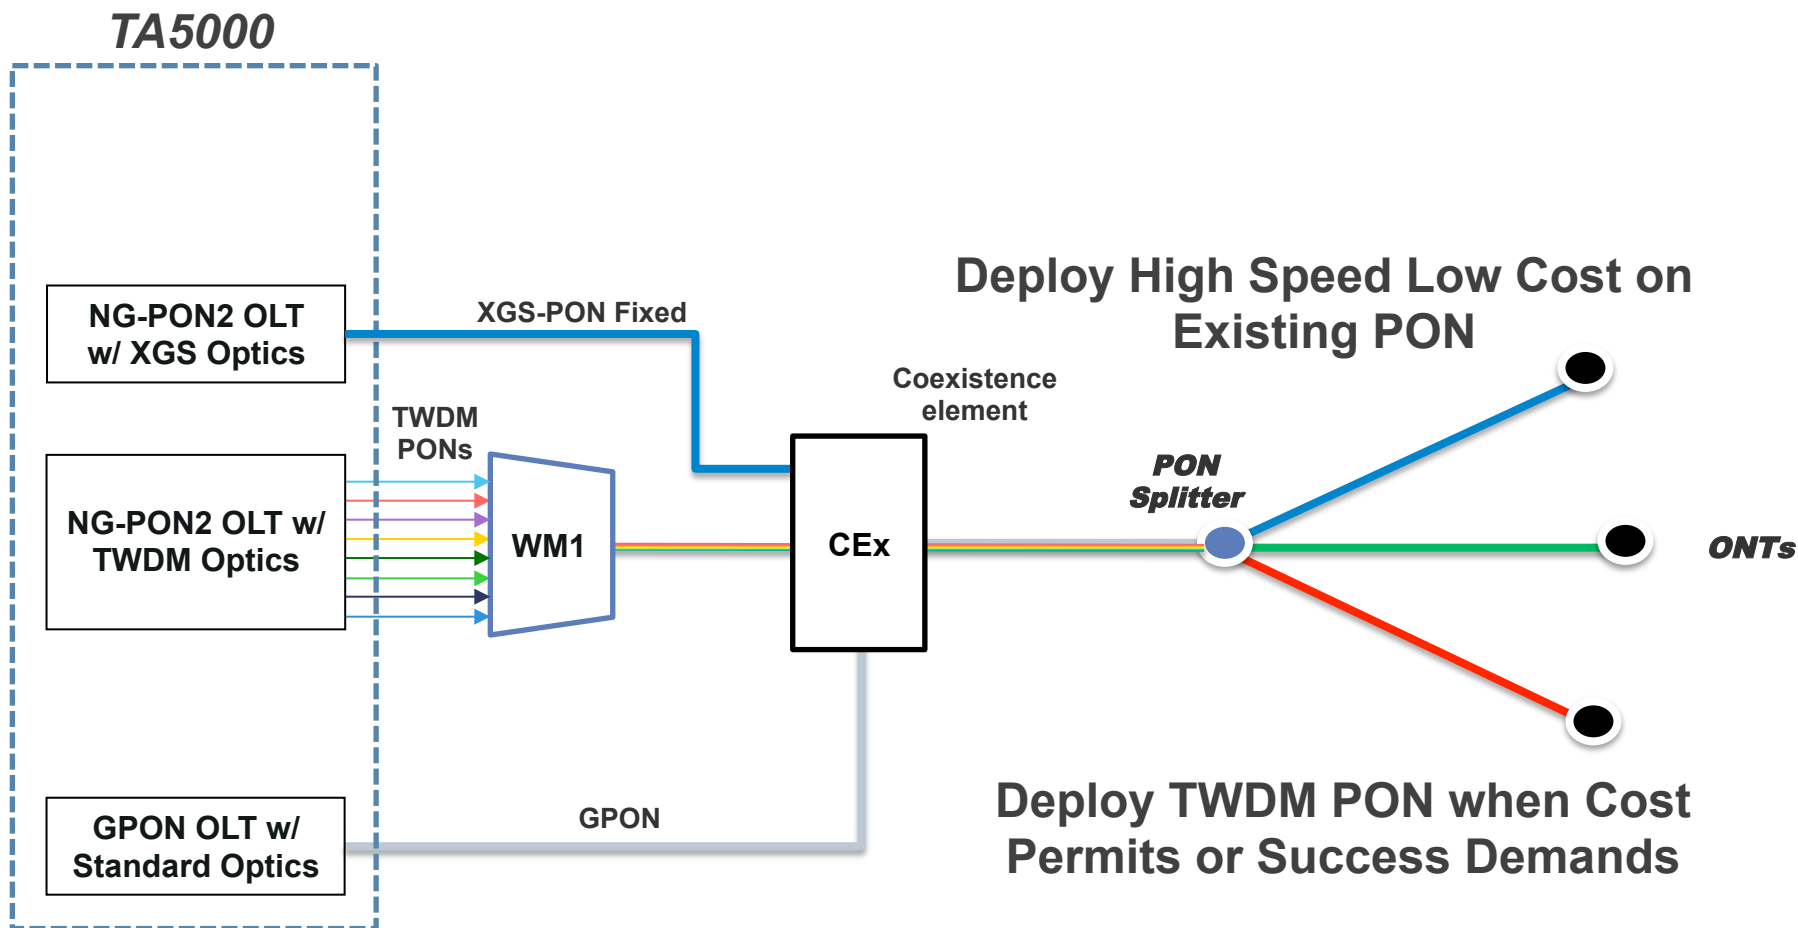 TA5000
NG-PON2 OLT
w/ XGS Optics
XGS-PON Fixed
Deploy High Speed Low Cost on
Existing PON
Coexistence
element
TWDM
PONs
NG-PON2 OLT w/
TWDM Optics
WM1
CEx
PON
Splitter
ONTs
GPON OLT w/
Standard Optics
GPON
Deploy TWDM PON when Cost
Permits or Success Demands